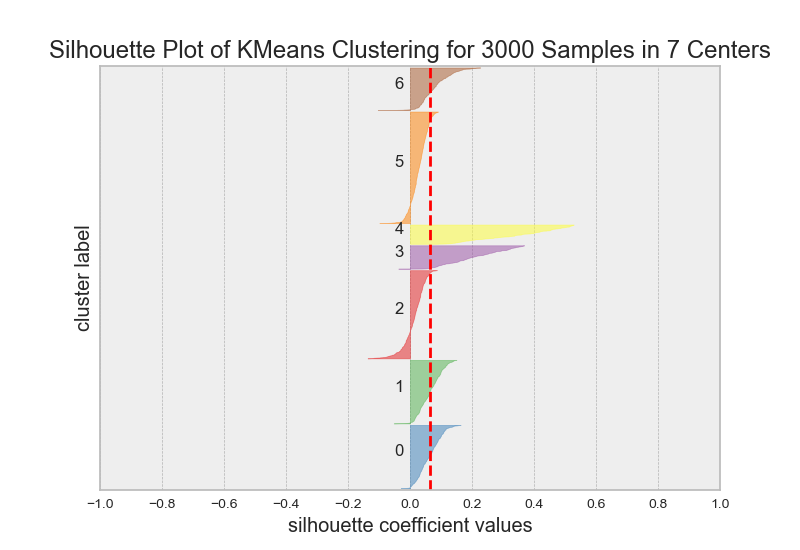 Silhouette Plot of KMeans Clustering for 3000 Samples in 7 Centers
6
5
4
3
2
1
0
cluster label
−1.0 −0.8 −0.6 −0.4 −0.2 0.0 0.2 0.4 0.6 0.8 1.0
silhouette coefficient values